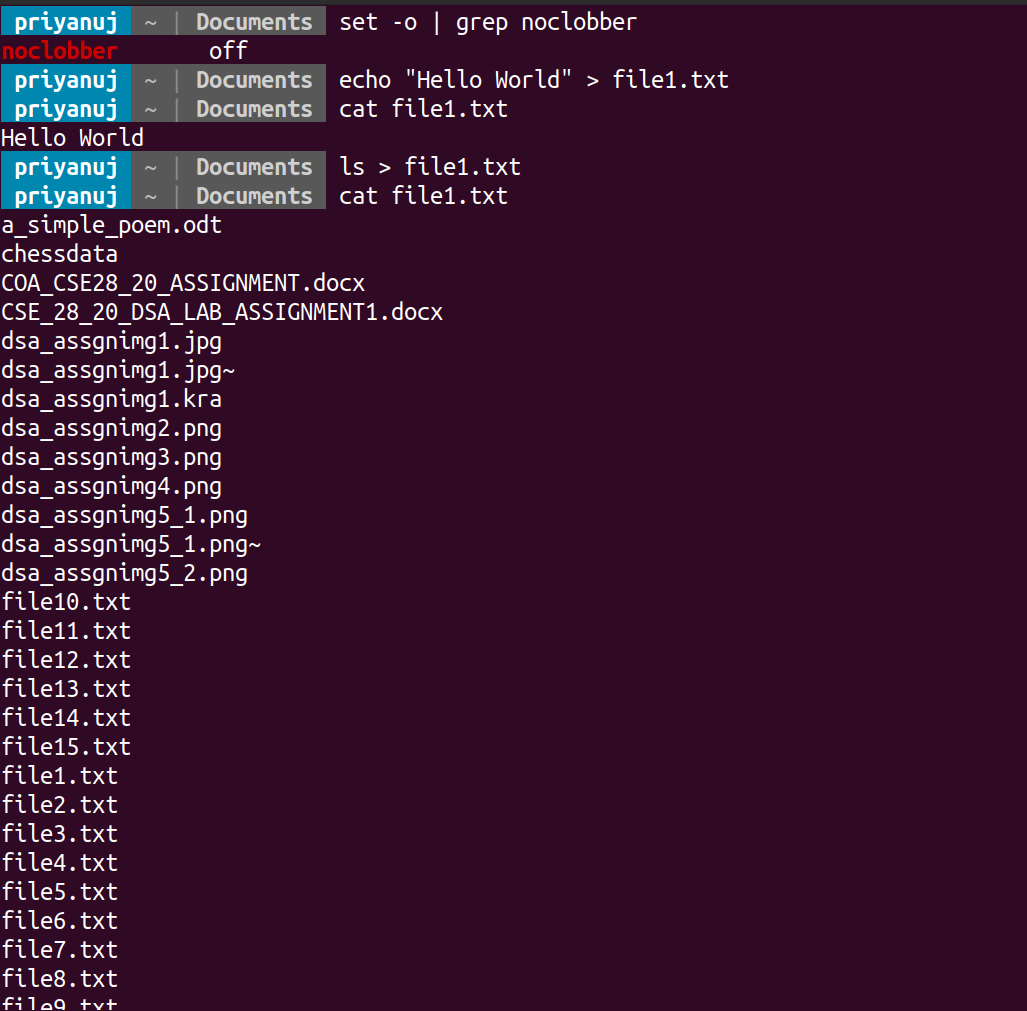 priyanuj ~ | Documents set -o | grep noclobber
noclobber off
priyanuj ~ | Documents echo "Hello World" > file1.txt
priyanuj ~ | Documents cat file1.txt
Hello World
priyanuj ~ | Documents ls > file1.txt
priyanuj ~ | Documents cat file1.txt
a_simple_poem.odt
chessdata
COA_CSE28_20_ASSIGNMENT.docx
CSE_28_20_DSA_LAB_ASSIGNMENT1.docx
dsa_assgnimg1.jpg
dsa_assgnimg1.jpg~
dsa_assgnimg1.kra
dsa_assgnimg2.png
dsa_assgnimg3.png
dsa_assgnimg4.png
dsa_assgnimg5_1.png
dsa_assgnimg5_1.png~
dsa_assgnimg5_2.png
file10.txt
file11.txt
file12.txt
file13.txt
file14.txt
file15.txt
file1.txt
file2.txt
file3.txt
file4.txt
file5.txt
file6.txt
file7.txt
file8.txt
file9.txt